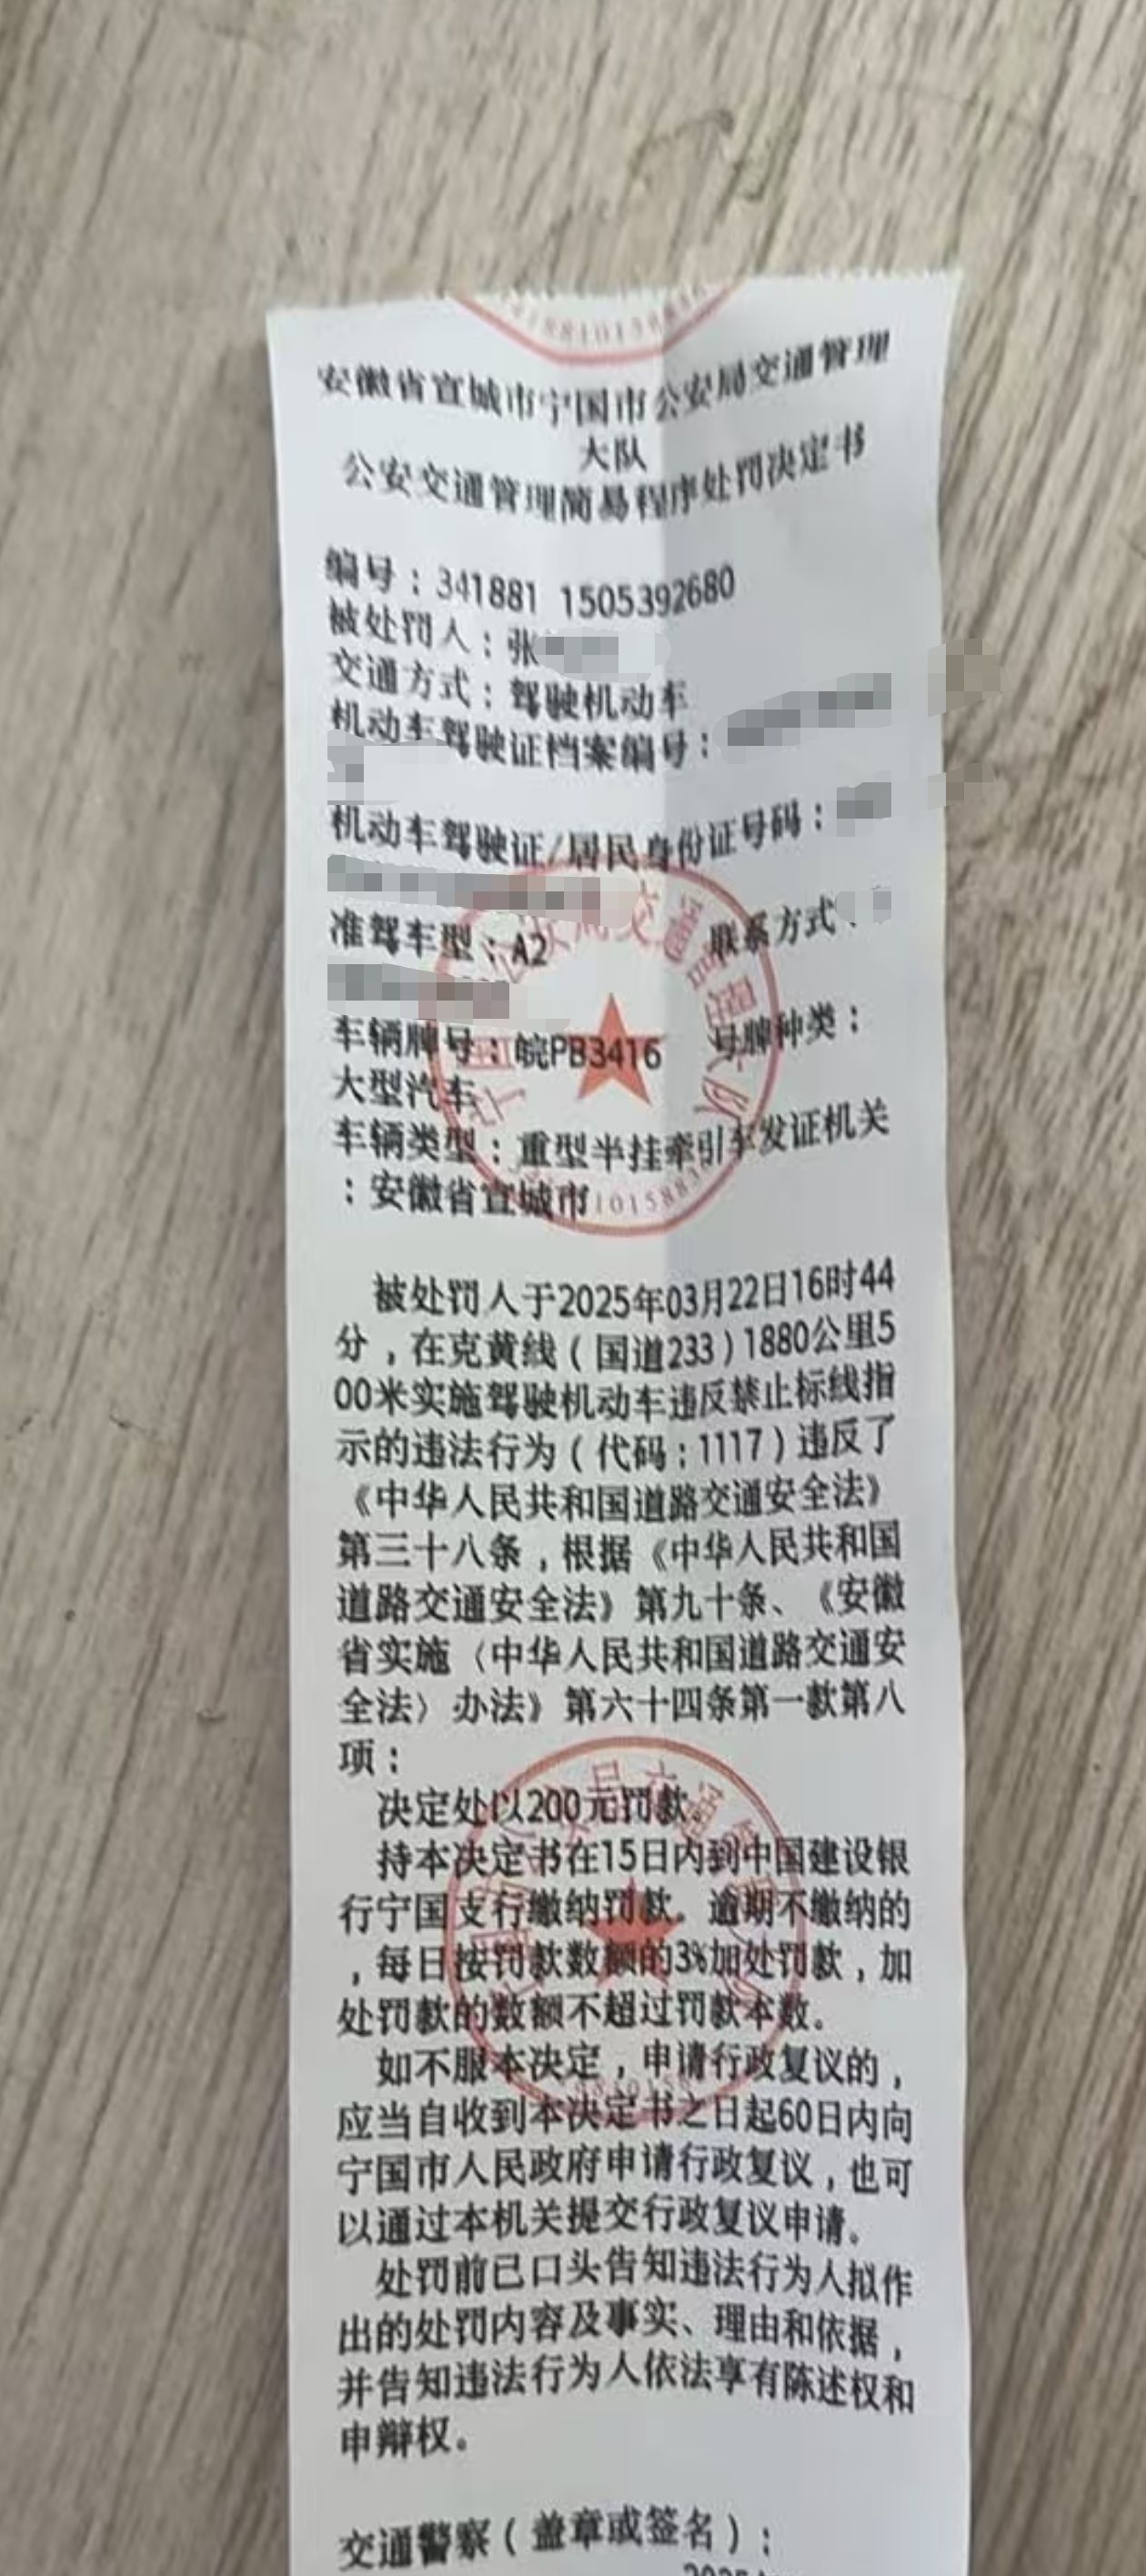 安徽省宣城市宁国市公安局交通管理
大队
公安交通管理简易程序处罚决定书
编号：341881 1505392680
被处罚人：张
交通方式：驾驶机动车
机动车驾驶证档案编号：
机动车驾驶证/居民身份证号码：
准驾车型：A2 联系方式：
车辆牌号：皖PB3416 号牌种类：
大型汽车
车辆类型：重型半挂牵引车发证机关
：安徽省宣城市
被处罚人于2025年03月22日16时44
分，在克黄线（国道233）1880公里5
00米实施驾驶机动车违反禁止标线指
示的违法行为（代码：1117）违反了
《中华人民共和国道路交通安全法》
第三十八条，根据《中华人民共和国
道路交通安全法》第九十条、《安徽
省实施〈中华人民共和国道路交通安
全法〉办法》第六十四条第一款第八
项：
决定处以200元罚款。
持本决定书在15日内到中国建设银
行宁国支行缴纳罚款。逾期不缴纳的
，每日按罚款数额的3%加处罚款，加
处罚款的数额不超过罚款本数。
如不服本决定，申请行政复议的，
应当自收到本决定书之日起60日内向
宁国市人民政府申请行政复议，也可
以通过本机关提交行政复议申请。
处罚前已口头告知违法行为人拟作
出的处罚内容及事实、理由和依据，
并告知违法行为人依法享有陈述权和
申辩权。
交通警察（盖章或签名）：